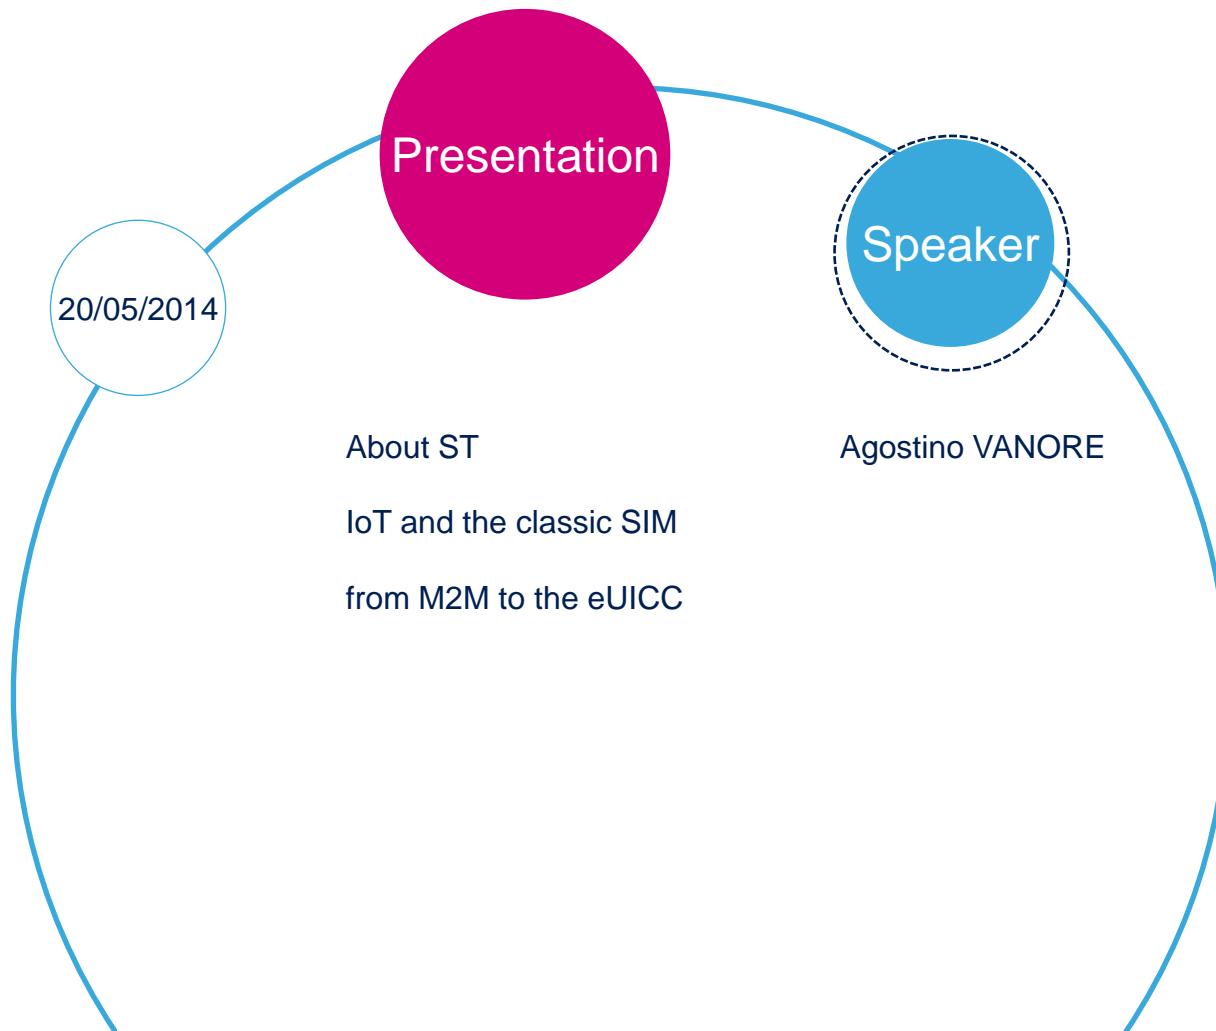 Presentation
Speaker
20/05/2014
About ST
Agostino VANORE
IoT and the classic SIM
from M2M to the eUICC